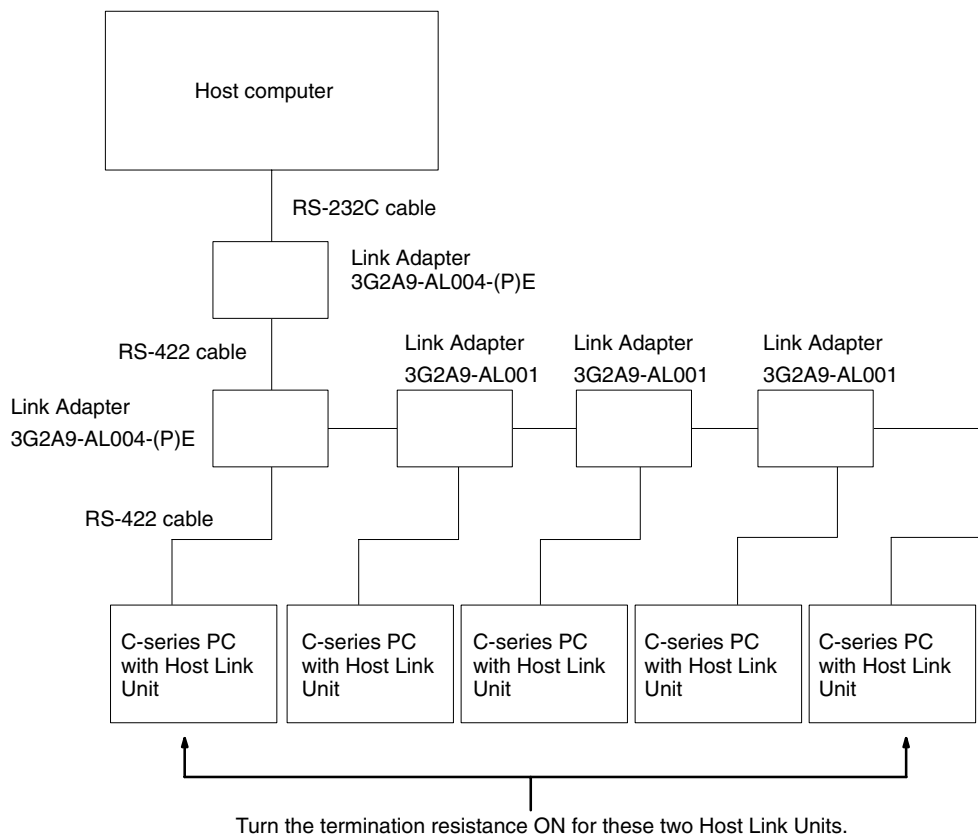 Host computer
RS-232C cable
Link Adapter
3G2A9-AL004-(P)E
RS-422 cable
Link Adapter
3G2A9-AL001
Link Adapter
3G2A9-AL001
Link Adapter
3G2A9-AL001
Link Adapter
3G2A9-AL004-(P)E
RS-422 cable
C-series PC
with Host Link
Unit
C-series PC
with Host Link
Unit
C-series PC
with Host Link
Unit
C-series PC
with Host Link
Unit
C-series PC
with Host Link
Unit
Turn the termination resistance ON for these two Host Link Units.